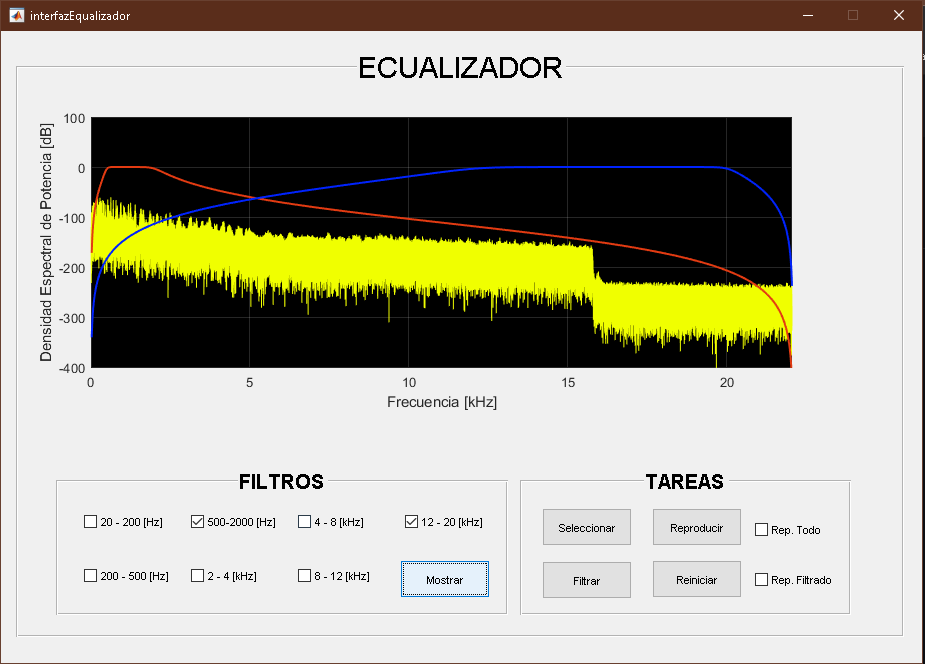 interfazEqualizador
ECUALIZADOR
Densidad Espectral de Potencia [dB]
100
0
-100
-200
-300
-400
0 5 10 15 20
Frecuencia [kHz]
FILTROS
20 - 200 [Hz] 500-2000 [Hz] 4 - 8 [kHz] 12 - 20 [kHz]
200 - 500 [Hz] 2 - 4 [kHz] 8 - 12 [kHz] Mostrar
TAREAS
Seleccionar Reproducir Rep. Todo
Filtrar Reiniciar Rep. Filtrado